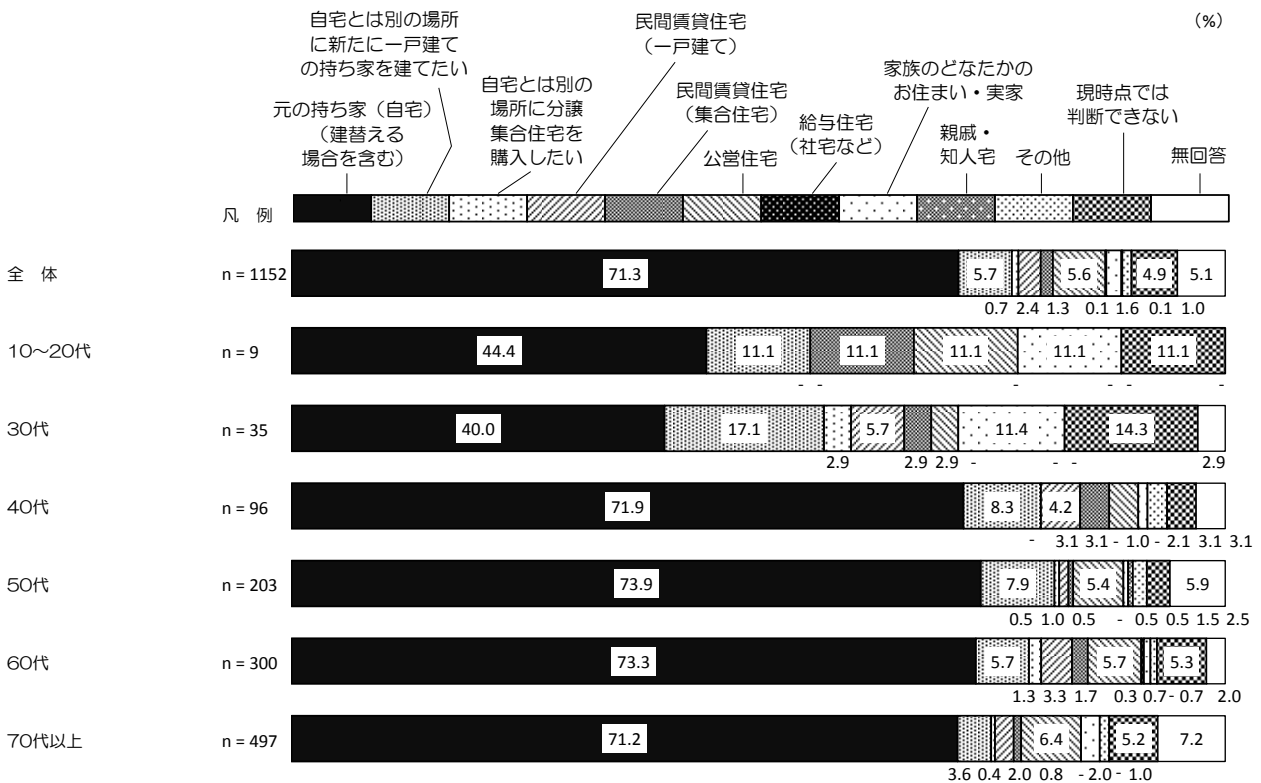 (%)
自宅とは別の場所
に新たに一戸建て
の持ち家を建てたい
民間賃貸住宅
（一戸建て）
元の持ち家（自宅）
（建替える
場合を含む）
自宅とは別の
場所に分譲
集合住宅を
購入したい
民間賃貸住宅
（集合住宅）
公営住宅
給与住宅
（社宅など）
家族のどなたかの
お住まい・実家
親戚・
知人宅
その他
現時点では
判断できない
無回答
凡 例
全 体 n = 1152 71.3 5.7 5.6 4.9 5.1
0.7 2.4 1.3 0.1 1.6 0.1 1.0
10～20代 n = 9 44.4 11.1 11.1 11.1 11.1 11.1
- - - - - -
30代 n = 35 40.0 17.1 5.7 11.4 14.3
2.9 2.9 2.9 - - - 2.9
40代 n = 96 71.9 8.3 4.2
- 3.1 3.1 - 1.0 - 2.1 3.1 3.1
50代 n = 203 73.9 7.9 5.4 5.9
0.5 1.0 0.5 - 0.5 0.5 1.5 2.5
60代 n = 300 73.3 5.7 5.7 5.3
1.3 3.3 1.7 0.3 0.7 - 0.7 2.0
70代以上 n = 497 71.2 6.4 5.2 7.2
3.6 0.4 2.0 0.8 - 2.0 - 1.0